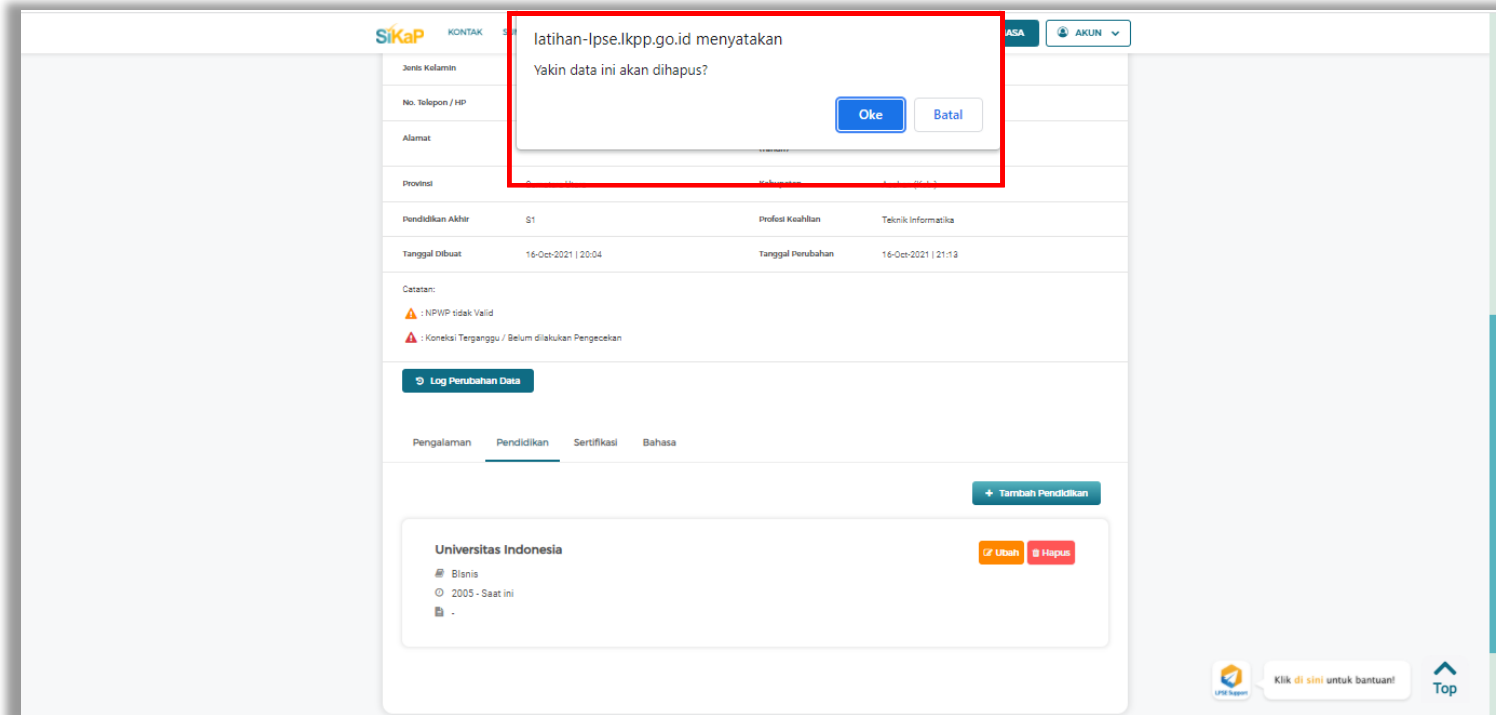 SiKaP KONTAK
AKUN
latihan-lpse.lkpp.go.id menyatakan
Yakin data ini akan dihapus?
Oke Batal
Jenis Kelamin
No. Telepon / HP
Alamat
Provinsi
Pendidikan Akhir S1 Profesi Keahlian Teknik Informatika
Tanggal Dibuat 16-Oct-2021 | 20:04 Tanggal Perubahan 16-Oct-2021 | 21:13
Catatan:
: NPWP tidak Valid
: Koneksi Terganggu / Belum dilakukan Pengecekan
Log Perubahan Data
Pengalaman Pendidikan Sertifikasi Bahasa
+ Tambah Pendidikan
Universitas Indonesia
Ubah Hapus
BIsnis
2005 - Saat ini
-
LPSE Support
Klik di sini untuk bantuan!
Top